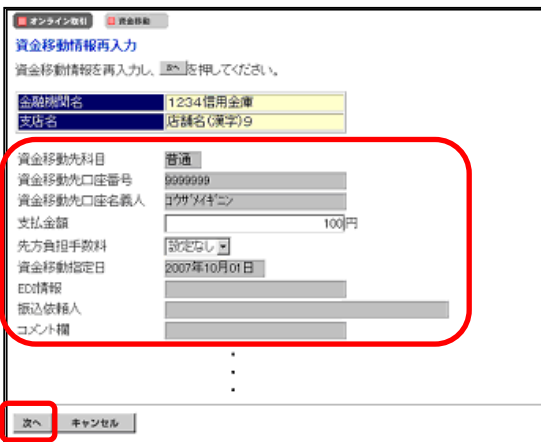 オンライン取引 資金移動
資金移動情報再入力
資金移動情報を再入力し、 次へ を押してください。
金融機関名 1234信用金庫
支店名 店舗名(漢字)9
資金移動先科目 普通
資金移動先口座番号 9999999
資金移動先口座名義人 コウザメイギニン
支払金額 100円
先方負担手数料 設定なし
資金移動指定日 2007年10月01日
EDI情報
振込依頼人
コメント欄
次へ キャンセル